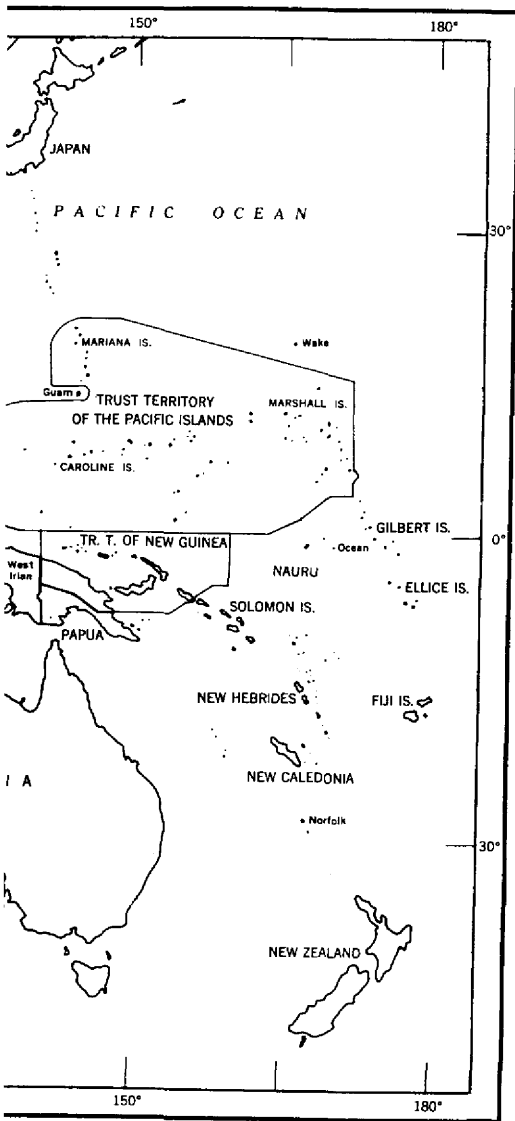 150°
180°
JAPAN
PACIFIC OCEAN
30°
MARIANA IS.
Wake
Guam
TRUST TERRITORY
OF THE PACIFIC ISLANDS
MARSHALL IS.
CAROLINE IS.
GILBERT IS.
TR. T. OF NEW GUINEA
Ocean
0°
West
Irian
NAURU
ELLICE IS.
SOLOMON IS.
PAPUA
NEW HEBRIDES
FIJI IS.
NEW CALEDONIA
I A
Norfolk
30°
NEW ZEALAND
150°
180°